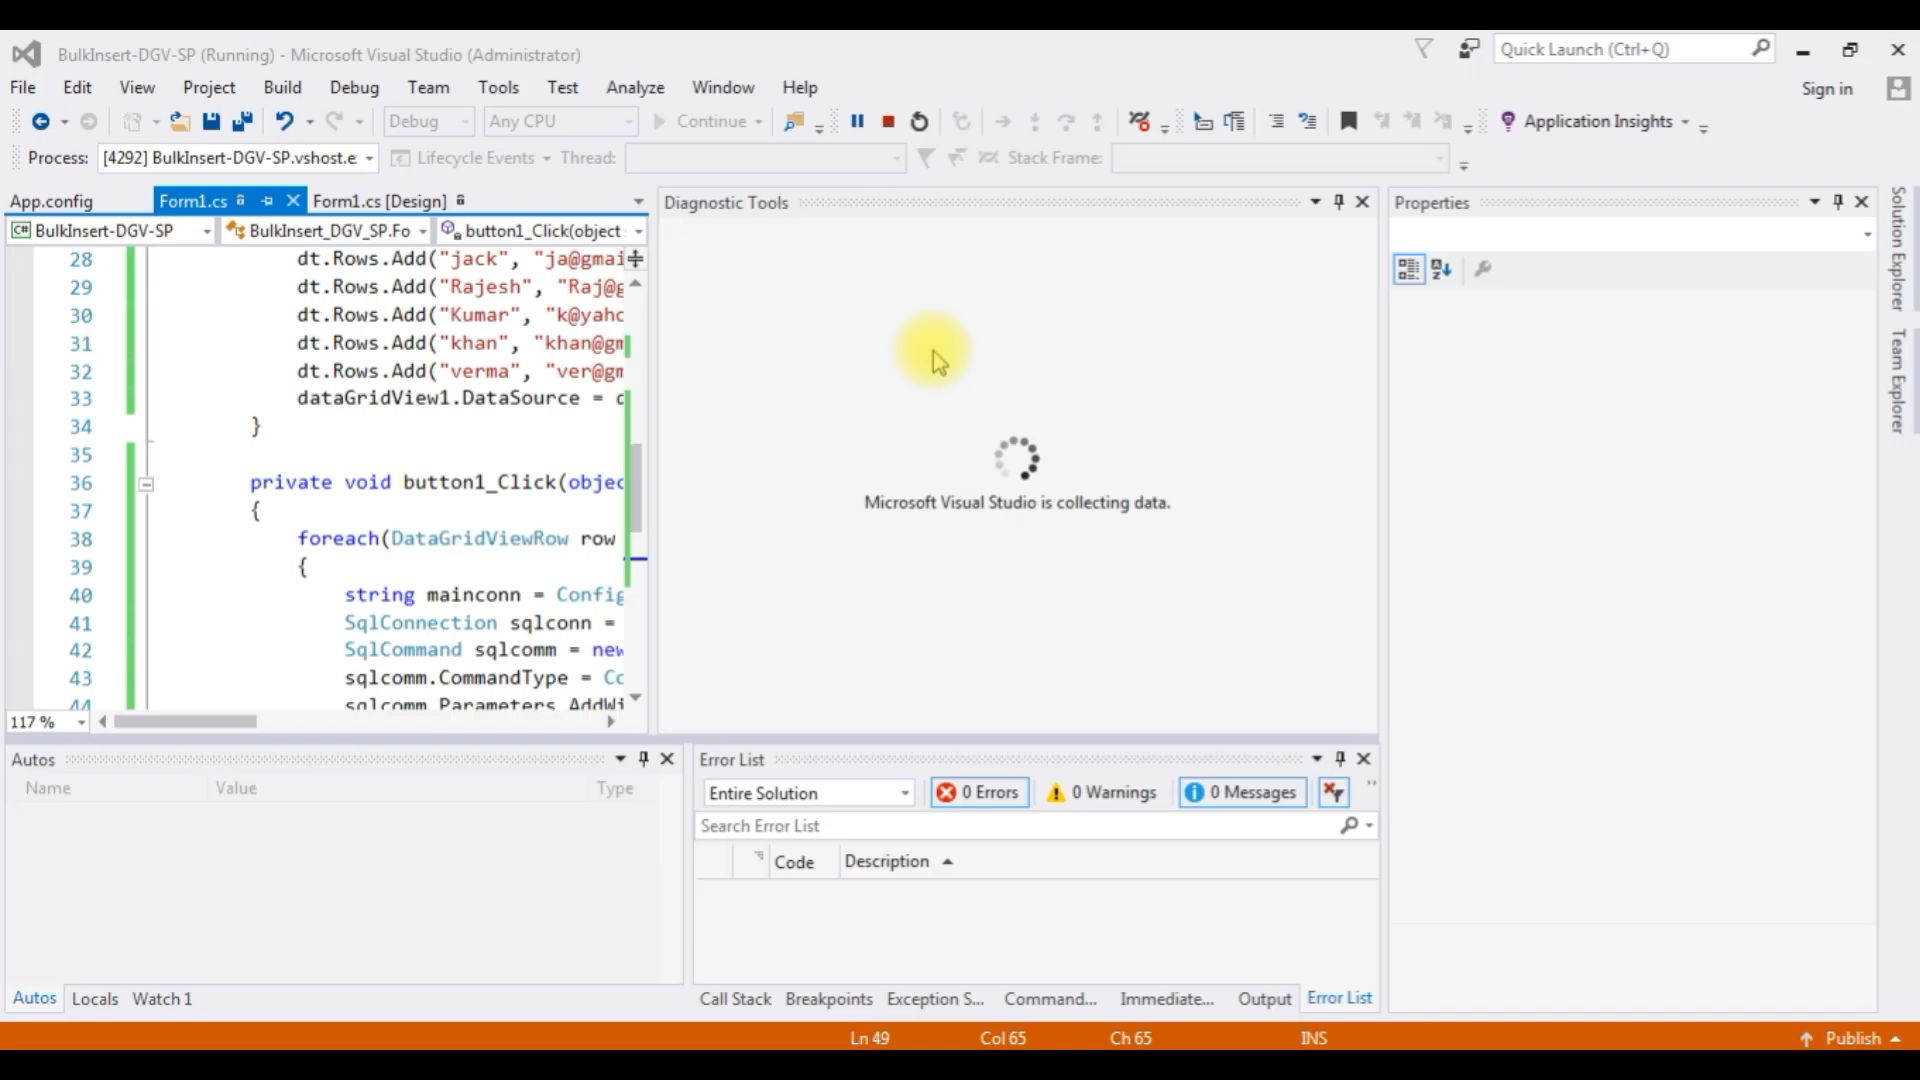 BulkInsert-DGV-SP (Running) - Microsoft Visual Studio (Administrator)
Quick Launch (Ctrl+Q)
File Edit View Project Build Debug Team Tools Test Analyze Window Help
Sign in
Debug Any CPU Continue Application Insights
Process: [4292] BulkInsert-DGV-SP.vshost.e: Lifecycle Events Thread: Stack Frame:
App.config Form1.cs Form1.cs [Design]
C# BulkInsert-DGV-SP BulkInsert_DGV_SP.Fo button1_Click(object
28 dt.Rows.Add("jack", "ja@gmai
29 dt.Rows.Add("Rajesh", "Raj@g
30 dt.Rows.Add("Kumar", "k@yaho
31 dt.Rows.Add("khan", "khan@gm
32 dt.Rows.Add("verma", "ver@gm
33 dataGridView1.DataSource = d
34 }
35
36 private void button1_Click(objec
37 {
38 foreach(DataGridViewRow row
39 {
40 string mainconn = Config
41 SqlConnection sqlconn =
42 SqlCommand sqlcomm = new
43 sqlcomm.CommandType = Co
44 sqlcomm.Parameters.AddWi
117 %
Diagnostic Tools
Microsoft Visual Studio is collecting data.
Properties
Solution Explorer
Team Explorer
Autos
Name Value Type
Autos Locals Watch 1
Error List
Entire Solution 0 Errors 0 Warnings 0 Messages
Search Error List
Code Description
Call Stack Breakpoints Exception S... Command... Immediate... Output Error List
Ln 49 Col 65 Ch 65 INS Publish